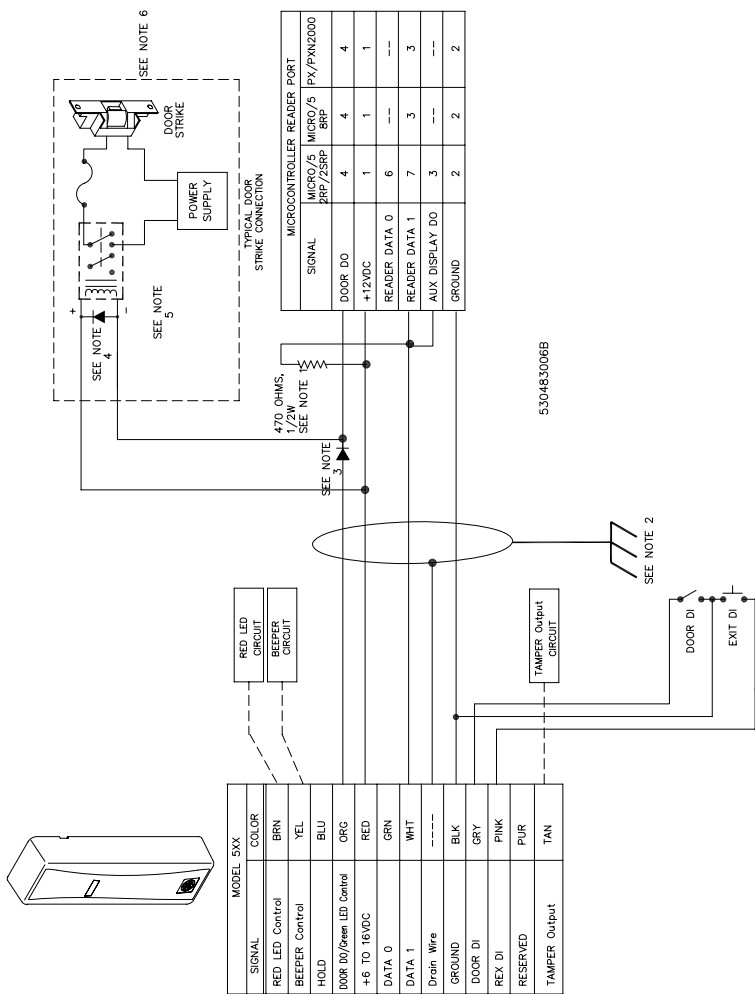 SEE NOTE 6
DOOR
STRIKE
POWER
SUPPLY
+
-
SEE NOTE
4
SEE NOTE
5
TYPICAL DOOR
STRIKE CONNECTION
MICROCONTROLLER READER PORT
SIGNAL MICRO/5 2RP/2SRP MICRO/5 8RP PX/PXN2000
DOOR DO 4 4 4
+12VDC 1 1 1
READER DATA 0 6 -- --
READER DATA 1 7 3 3
AUX DISPLAY DO 3 -- --
GROUND 2 2 2
470 OHMS,
1/2W
SEE NOTE 1
SEE NOTE
3
530483006B
SEE NOTE 2
RED LED
CIRCUIT
BEEPER
CIRCUIT
TAMPER Output
CIRCUIT
DOOR DI
EXIT DI
MODEL 5XX
SIGNAL COLOR
RED LED Control BRN
BEEPER Control YEL
HOLD BLU
DOOR DO/Green LED Control ORG
+6 TO 16VDC RED
DATA 0 GRN
DATA 1 WHT
Drain Wire ----
GROUND BLK
DOOR DI GRY
REX DI PINK
RESERVED PUR
TAMPER Output TAN